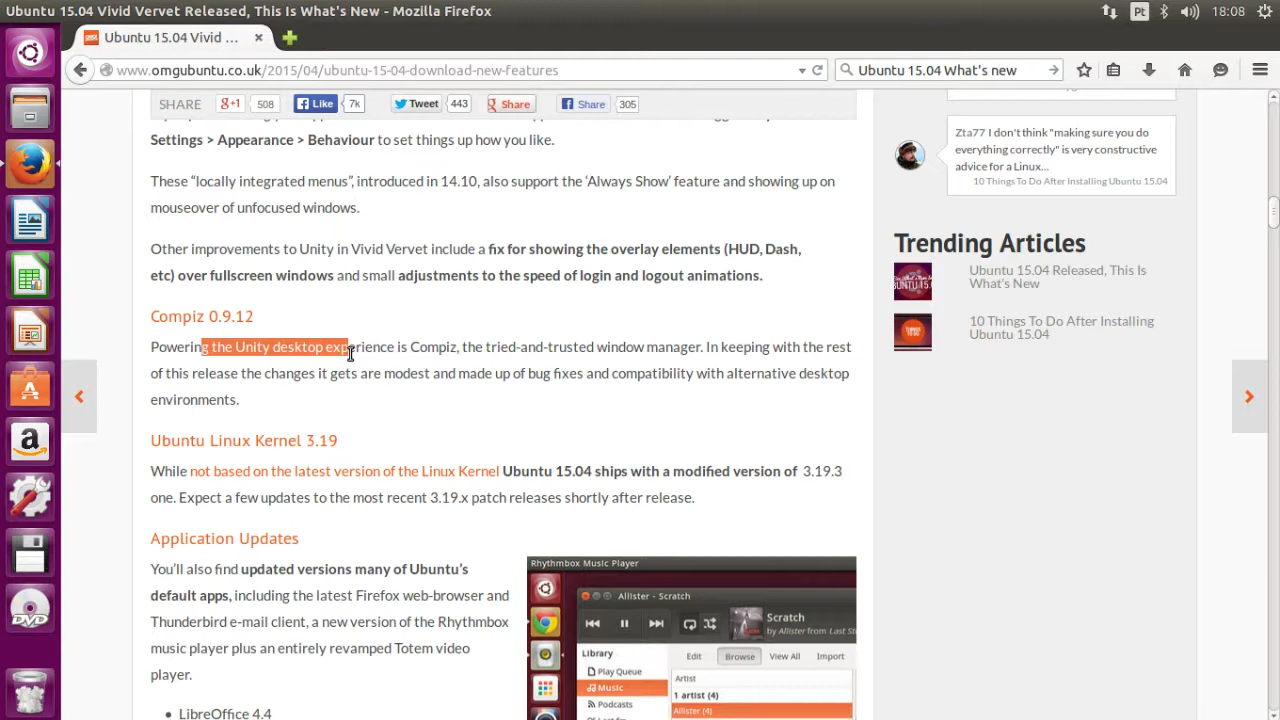 Ubuntu 15.04 Vivid Vervet Released, This Is What's New - Mozilla Firefox
Pt
18:08
Ubuntu 15.04 Vivid ...
www.omgubuntu.co.uk/2015/04/ubuntu-15-04-download-new-features
Ubuntu 15.04 What's new
SHARE
+1
508
Like
7k
Tweet
443
Share
Share
305
Settings > Appearance > Behaviour to set things up how you like.
These “locally integrated menus”, introduced in 14.10, also support the ‘Always Show’ feature and showing up on
mouseover of unfocused windows.
Other improvements to Unity in Vivid Vervet include a fix for showing the overlay elements (HUD, Dash,
etc) over fullscreen windows and small adjustments to the speed of login and logout animations.
Compiz 0.9.12
Powering the Unity desktop experience is Compiz, the tried-and-trusted window manager. In keeping with the rest
of this release the changes it gets are modest and made up of bug fixes and compatibility with alternative desktop
environments.
Ubuntu Linux Kernel 3.19
While not based on the latest version of the Linux Kernel Ubuntu 15.04 ships with a modified version of 3.19.3
one. Expect a few updates to the most recent 3.19.x patch releases shortly after release.
Application Updates
You’ll also find updated versions many of Ubuntu’s
default apps, including the latest Firefox web-browser and
Thunderbird e-mail client, a new version of the Rhythmbox
music player plus an entirely revamped Totem video
player.
• LibreOffice 4.4
Rhythmbox Music Player
Allister - Scratch
Scratch
by Allister from Last
Library
Edit
Browse
View All
Import
Play Queue
Music
Podcasts
Artist
1 artist (4)
Allister (4)
Zta77 I don't think "making sure you do
everything correctly" is very constructive
advice for a Linux...
10 Things To Do After Installing Ubuntu 15.04
Trending Articles
Ubuntu 15.04 Released, This Is
What's New
10 Things To Do After Installing
Ubuntu 15.04
DVD